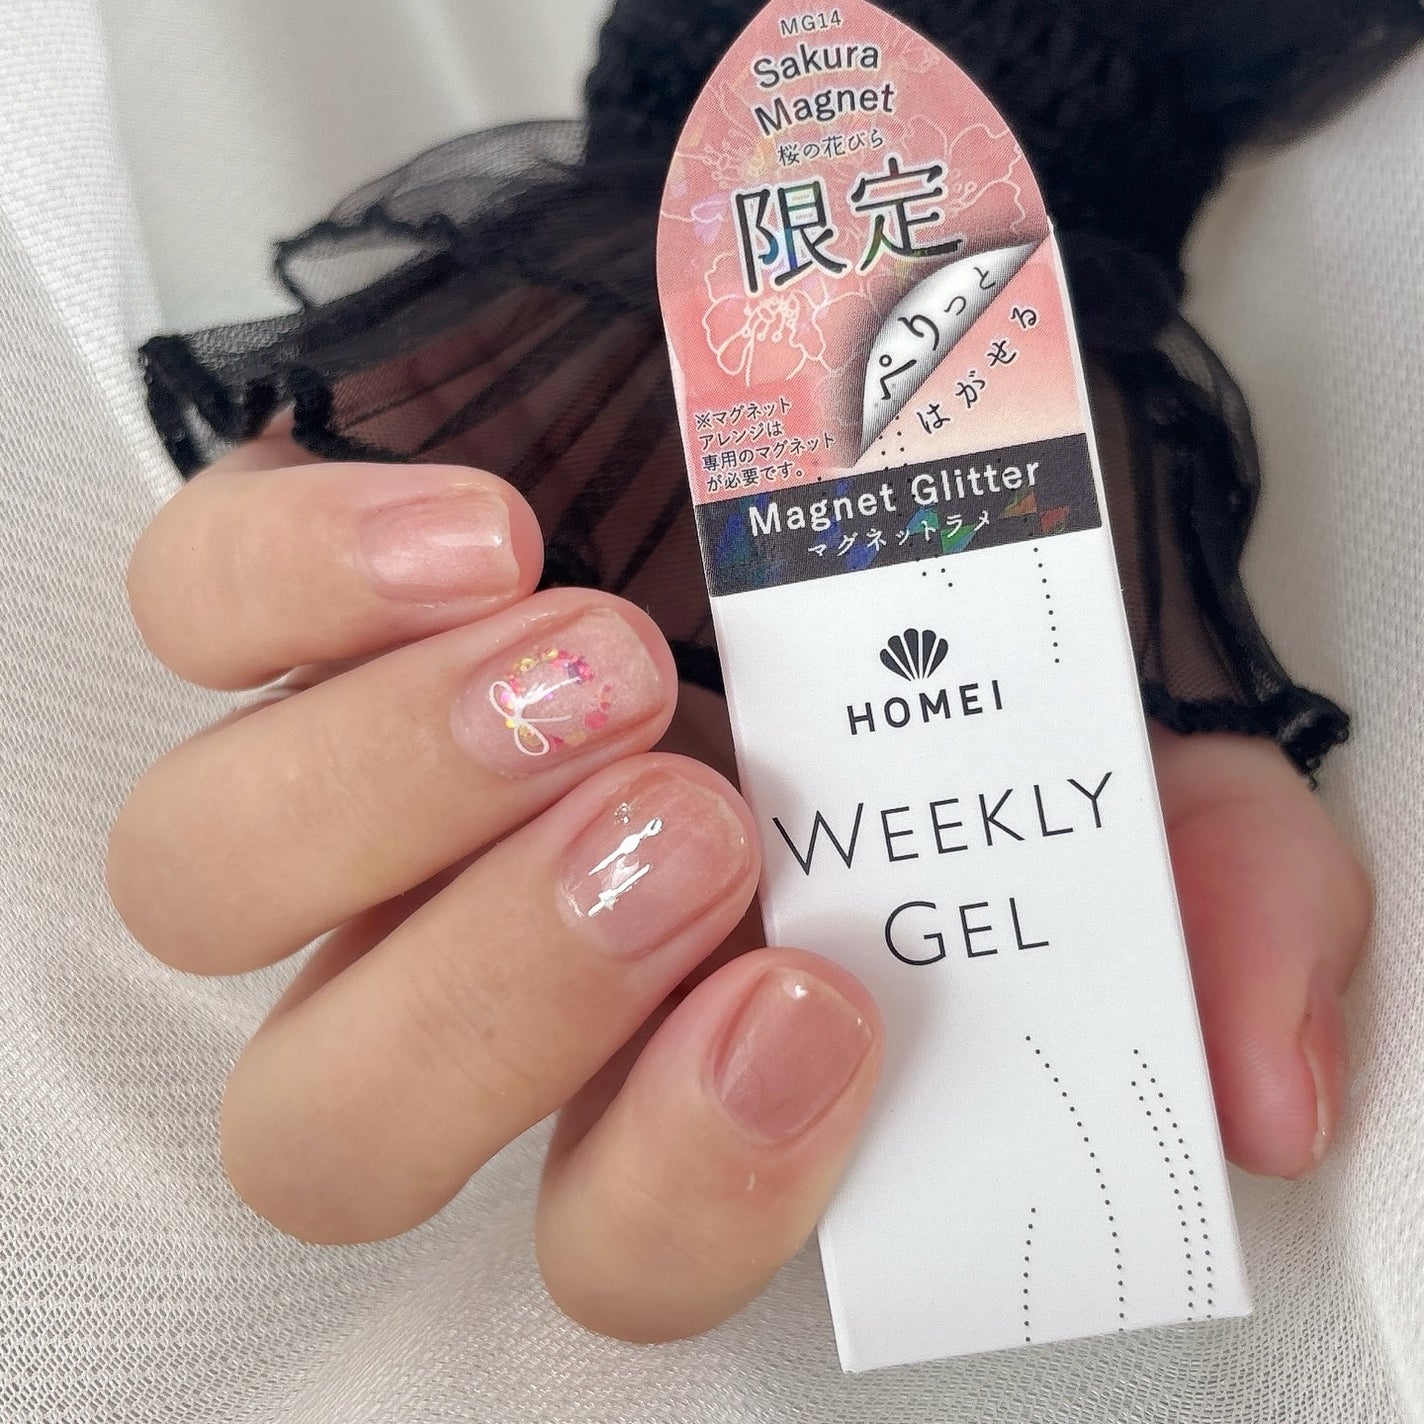 MG14
Sakura
Magnet
桜の花びら
限定
ぺりっと
はがせる
※マグネット
アレンジは
専用のマグネット
が必要です。
Magnet Glitter
マグネットラメ
HOMEI
WEEKLY
GEL